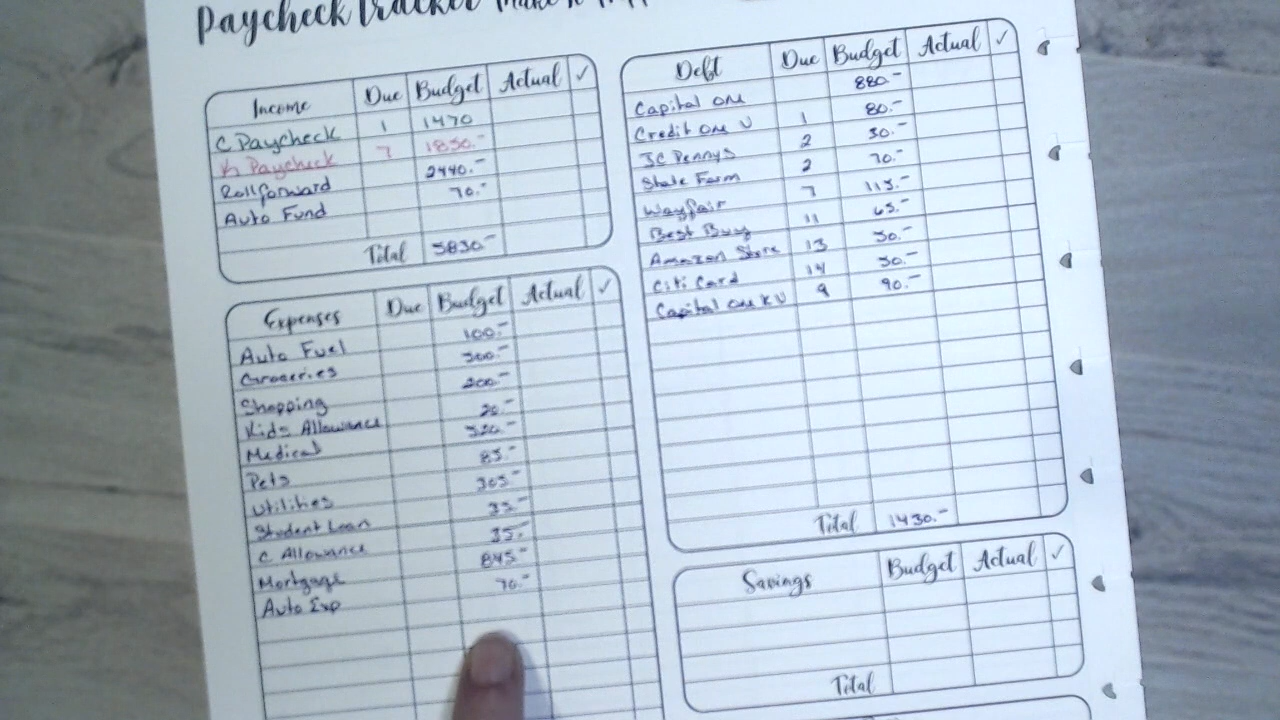 Paycheck Tracker
Income Due Budget Actual ✓
C Paycheck 1 1470
K Paycheck 7 1850.-
Rollforward 2440.-
Auto Fund 70.-
Total 5830.-
Expenses Due Budget Actual ✓
Auto Fuel 100.-
Groceries 500.-
Shopping 200.-
Kids Allowance 20.-
Medical 320.-
Pets 85.-
Utilities 305.-
Student Loan 35.-
C Allowance 35.-
Mortgage 845.-
Auto Exp 70.-
Debt Due Budget Actual ✓
Capital one 880.-
Credit one V 1 80.-
JC Pennys 2 30.-
State Farm 2 70.-
Wayfair 7 115.-
Best Buy 11 65.-
Amazon Store 13 50.-
Citi Card 14 50.-
Capital one KV 9 90.-
Total 1430.-
Savings Budget Actual ✓
Total